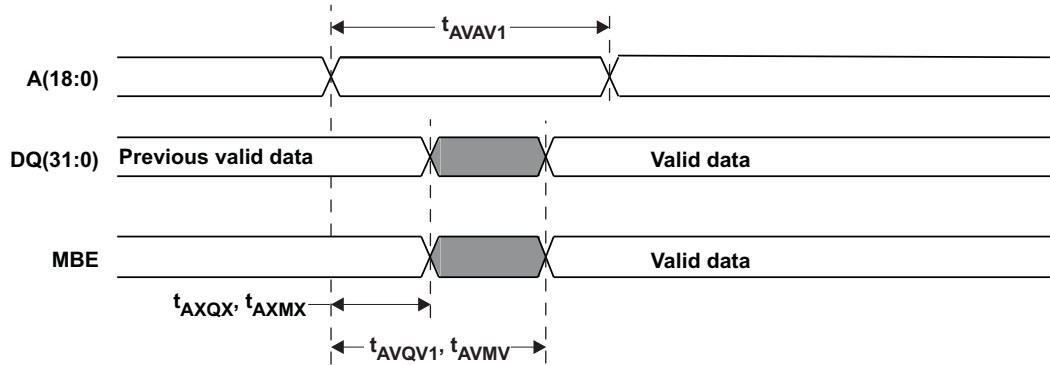 tAVAV1
A(18:0)
DQ(31:0) Previous valid data Valid data
MBE Valid data
tAXQX, tAXMX
tAVQV1, tAVMV